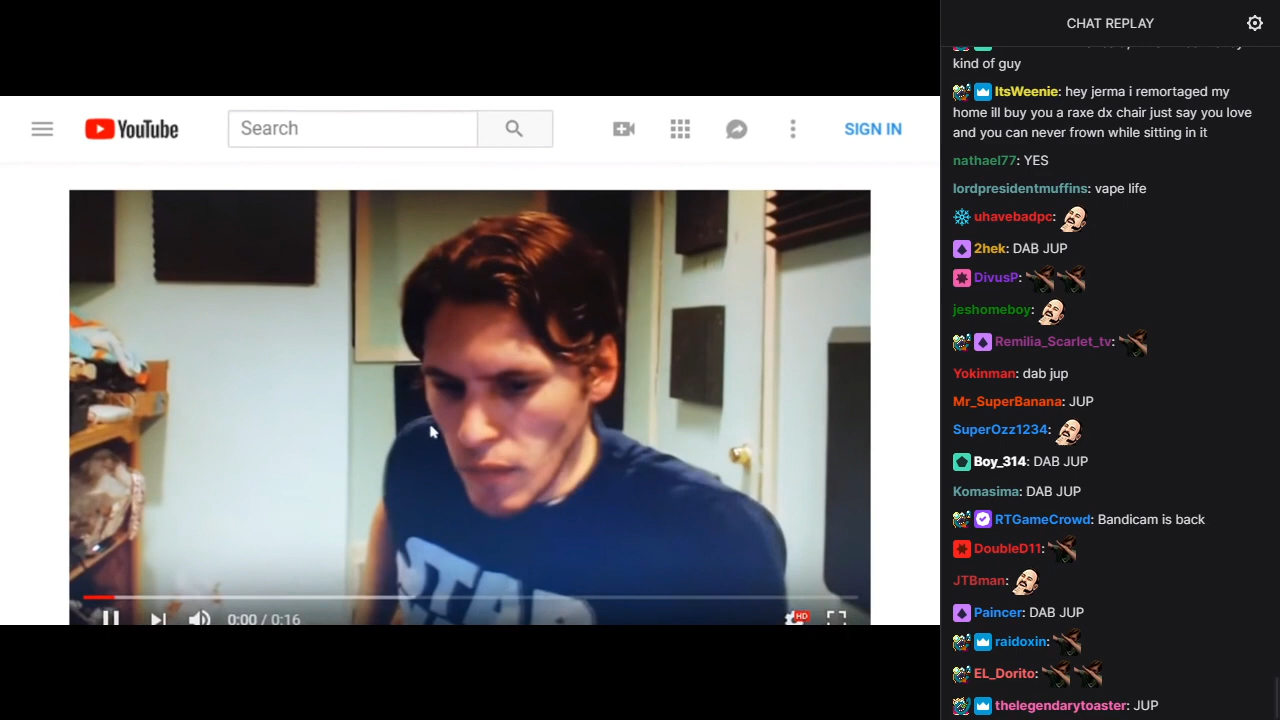 CHAT REPLAY
kind of guy
ItsWeenie: hey jerma i remortaged my
home ill buy you a raxe dx chair just say you love
and you can never frown while sitting in it
nathael77: YES
lordpresidentmuffins: vape life
uhavebadpc:
2hek: DAB JUP
DivusP:
jeshomeboy:
Remilia_Scarlet_tv:
Yokinman: dab jup
Mr_SuperBanana: JUP
SuperOzz1234:
Boy_314: DAB JUP
Komasima: DAB JUP
RTGameCrowd: Bandicam is back
DoubleD11:
JTBman:
Paincer: DAB JUP
raidoxin:
EL_Dorito:
thelegendarytoaster: JUP
YouTube
Search
SIGN IN
STAR
0:00 / 0:16
HD